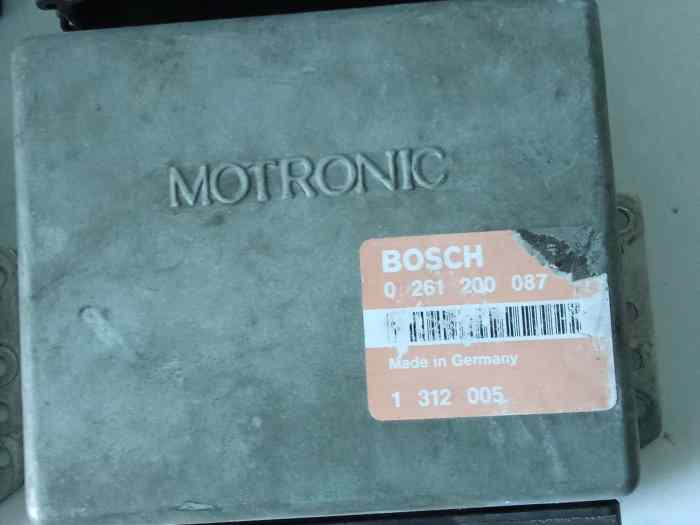 MOTRONIC
BOSCH
0 261 200 087
Made in Germany
1 312 005